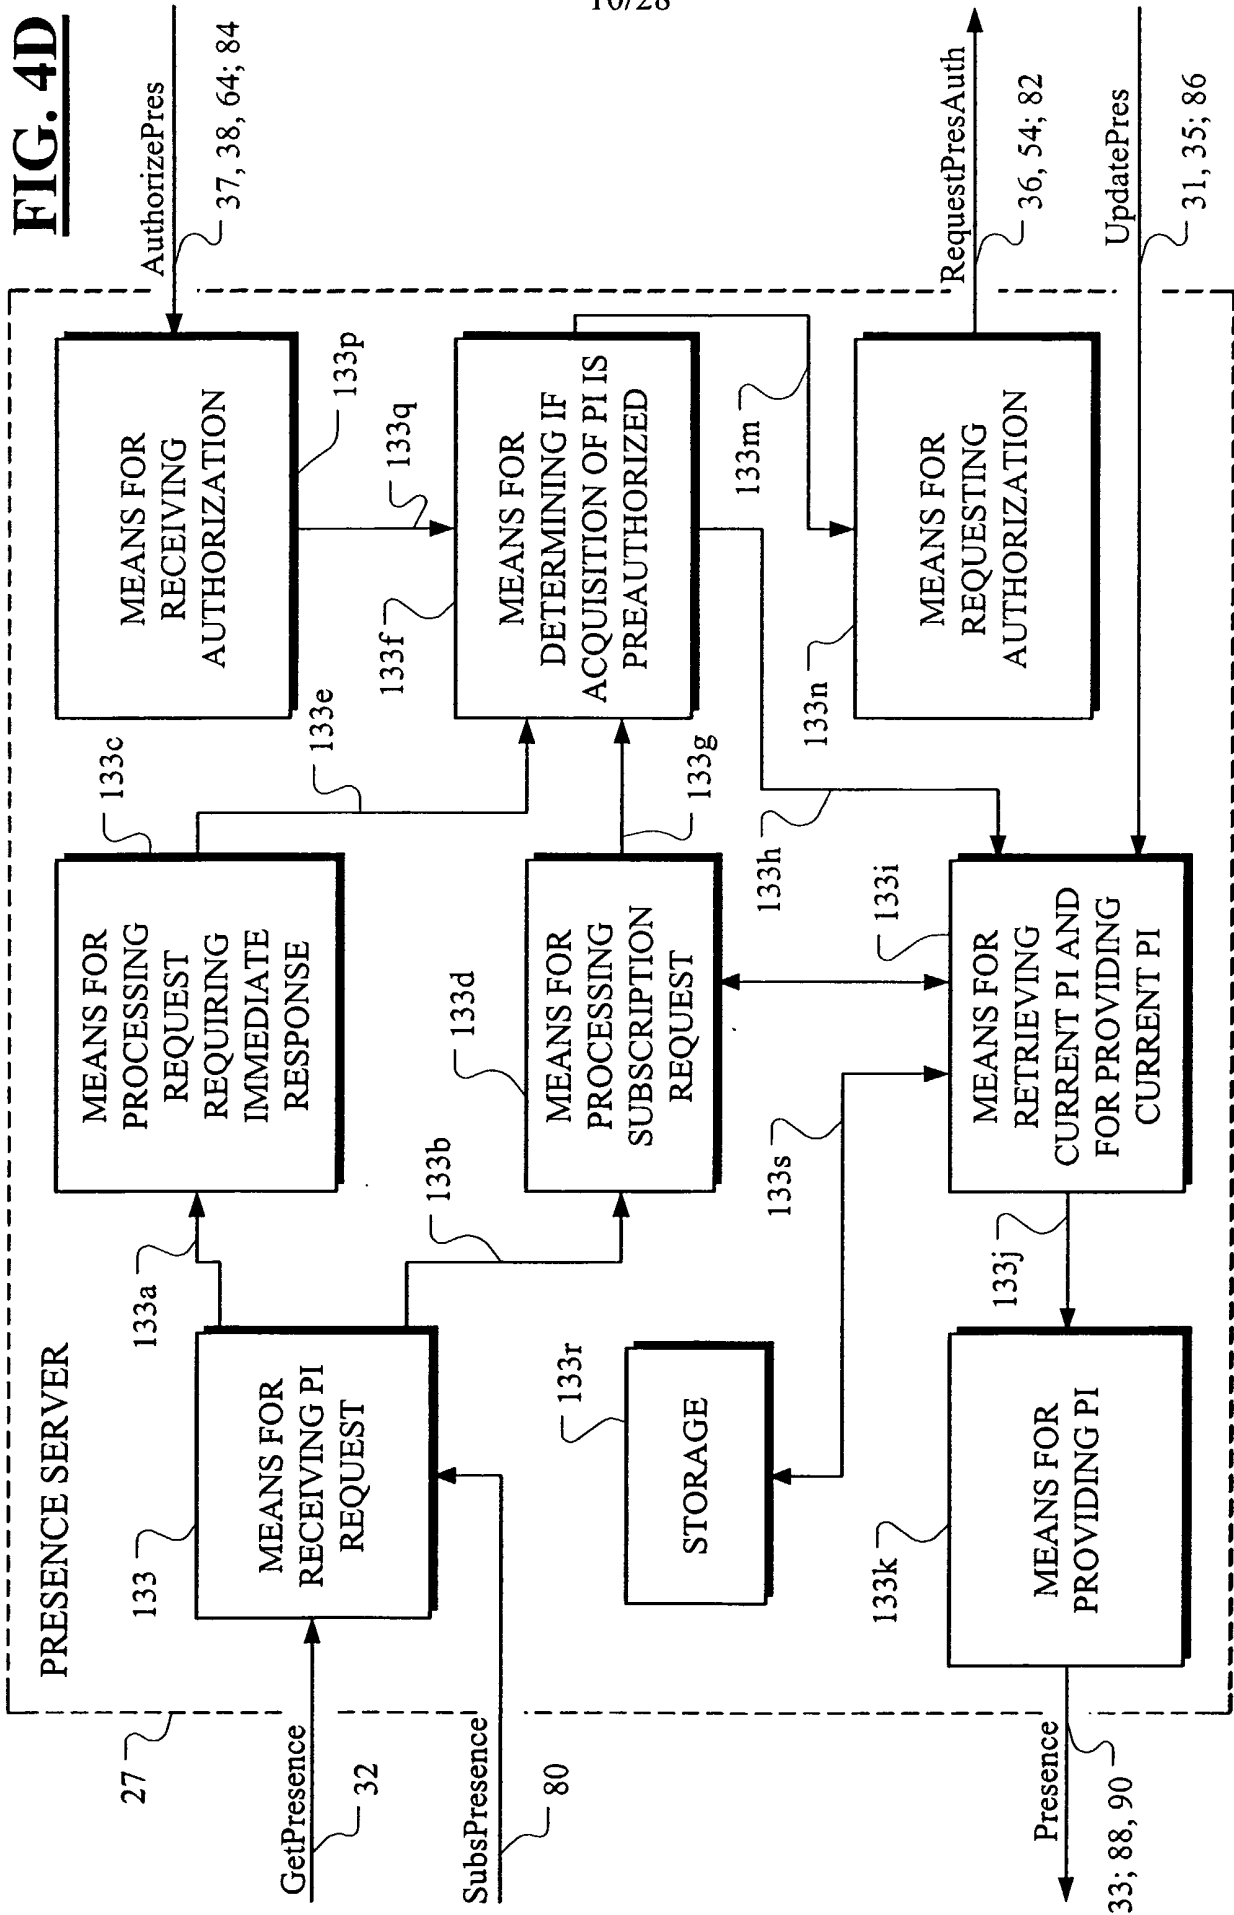 10/28
FIG. 4D
PRESENCE SERVER
27
GetPresence
32
SubsPresence
80
Presence
33; 88, 90
AuthorizePres
37, 38, 64; 84
RequestPresAuth
36, 54; 82
UpdatePres
31, 35; 86
133
MEANS FOR
RECEIVING PI
REQUEST
133a
133b
133c
MEANS FOR
PROCESSING
REQUEST
REQUIRING
IMMEDIATE
RESPONSE
133d
MEANS FOR
PROCESSING
SUBSCRIPTION
REQUEST
133e
133g
133p
MEANS FOR
RECEIVING
AUTHORIZATION
133q
133f
MEANS FOR
DETERMINING IF
ACQUISITION OF PI IS
PREAUTHORIZED
133m
133h
133n
MEANS FOR
REQUESTING
AUTHORIZATION
133i
MEANS FOR
RETRIEVING
CURRENT PI AND
FOR PROVIDING
CURRENT PI
133s
133r
STORAGE
133j
133k
MEANS FOR
PROVIDING PI